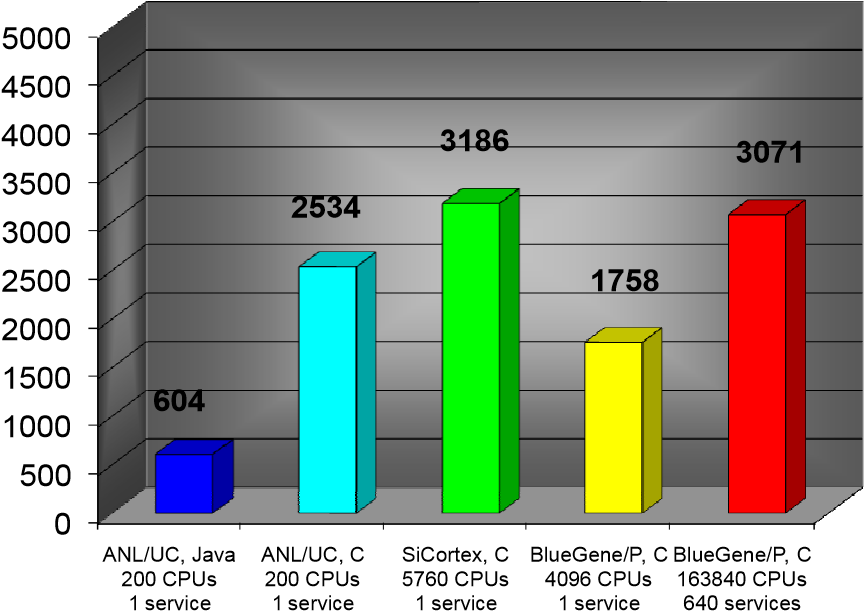 5000
4500
4000
3500
3000
2500
2000
1500
1000
500
0
604
2534
3186
1758
3071
ANL/UC, Java
200 CPUs
1 service
ANL/UC, C
200 CPUs
1 service
SiCortex, C
5760 CPUs
1 service
BlueGene/P, C
4096 CPUs
1 service
BlueGene/P, C
163840 CPUs
640 services